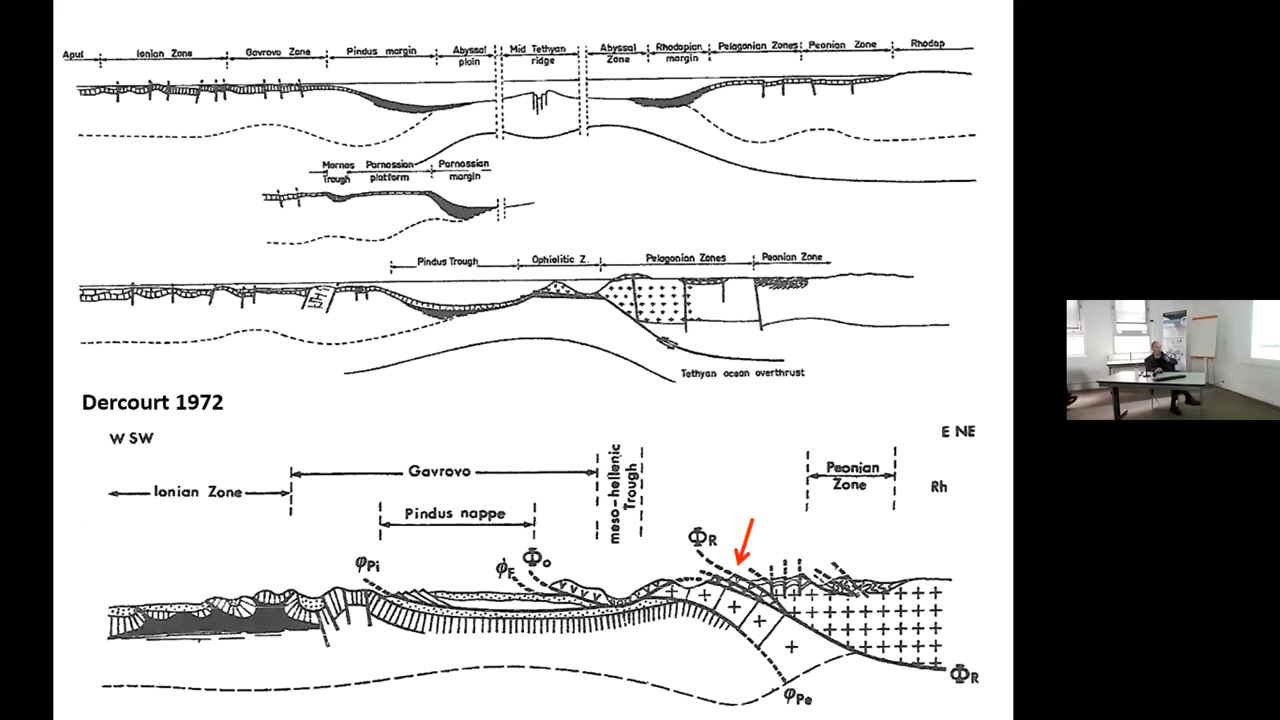 Apul Ionian Zone Gavrovo Zone Pindus margin Abyssal plain Mid Tethyan ridge Abyssal Zone Rhodopian margin Pelagonian Zones Peonian Zone Rhodop
Mornos Trough Parnassian platform Parnassian margin
Pindus Trough Ophiolitic Z. Pelagonian Zones Peonian Zone
Tethyan ocean overthrust
Dercourt 1972
W SW E NE
Gavrovo
Ionian Zone
meso-hellenic Trough
Peonian Zone
Rh
Pindus nappe
ΦR
φPi
φF
Φo
ΦR
φPe